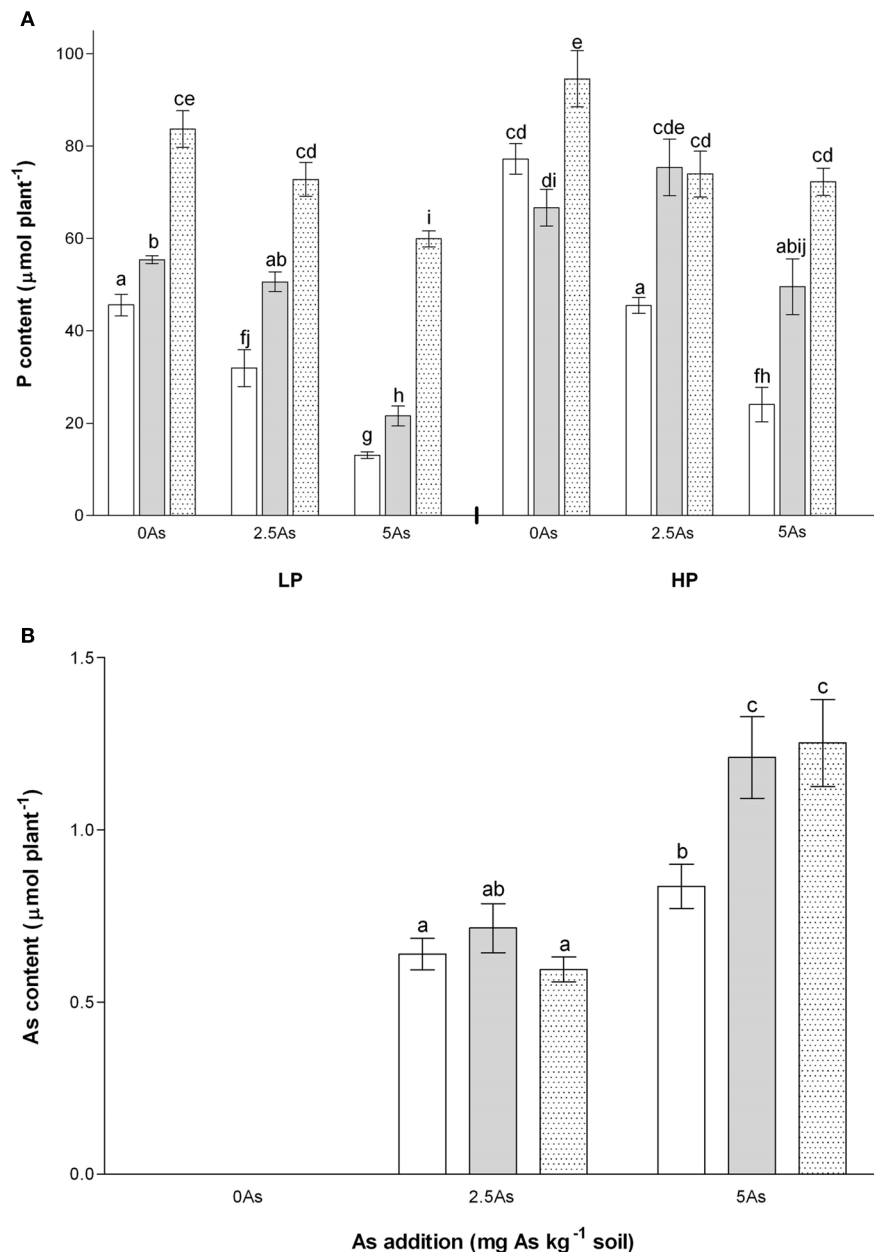 A
P content (μmol plant-1)
100
80
60
40
20
0
a
b
ce
fj
ab
cd
g
h
i
cd
di
e
a
cde
cd
fh
abij
cd
0As
2.5As
5As
0As
2.5As
5As
LP
HP
B
As content (μmol plant-1)
1.5
1.0
0.5
0.0
a
ab
a
b
c
c
0As
2.5As
5As
As addition (mg As kg-1 soil)